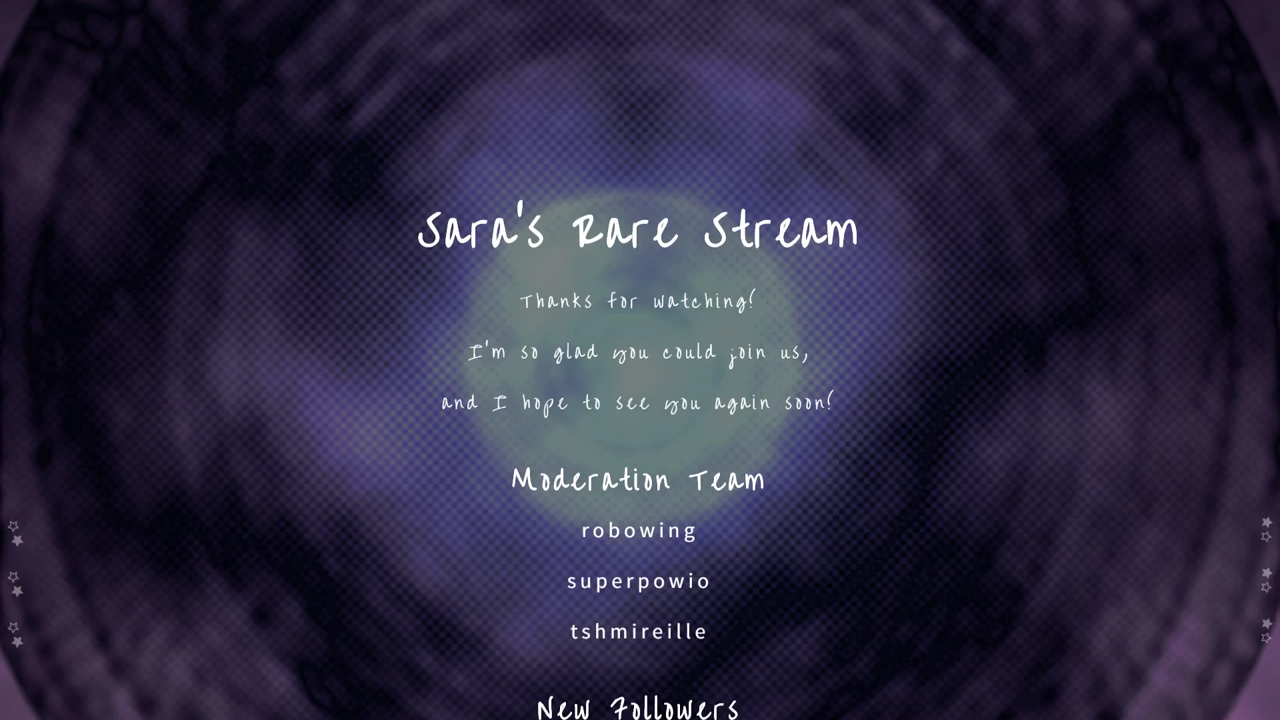 Sara's Rare Stream
Thanks for watching!
I'm so glad you could join us,
and I hope to see you again soon!
Moderation Team
robowing
superpowio
tshmireille
New Followers